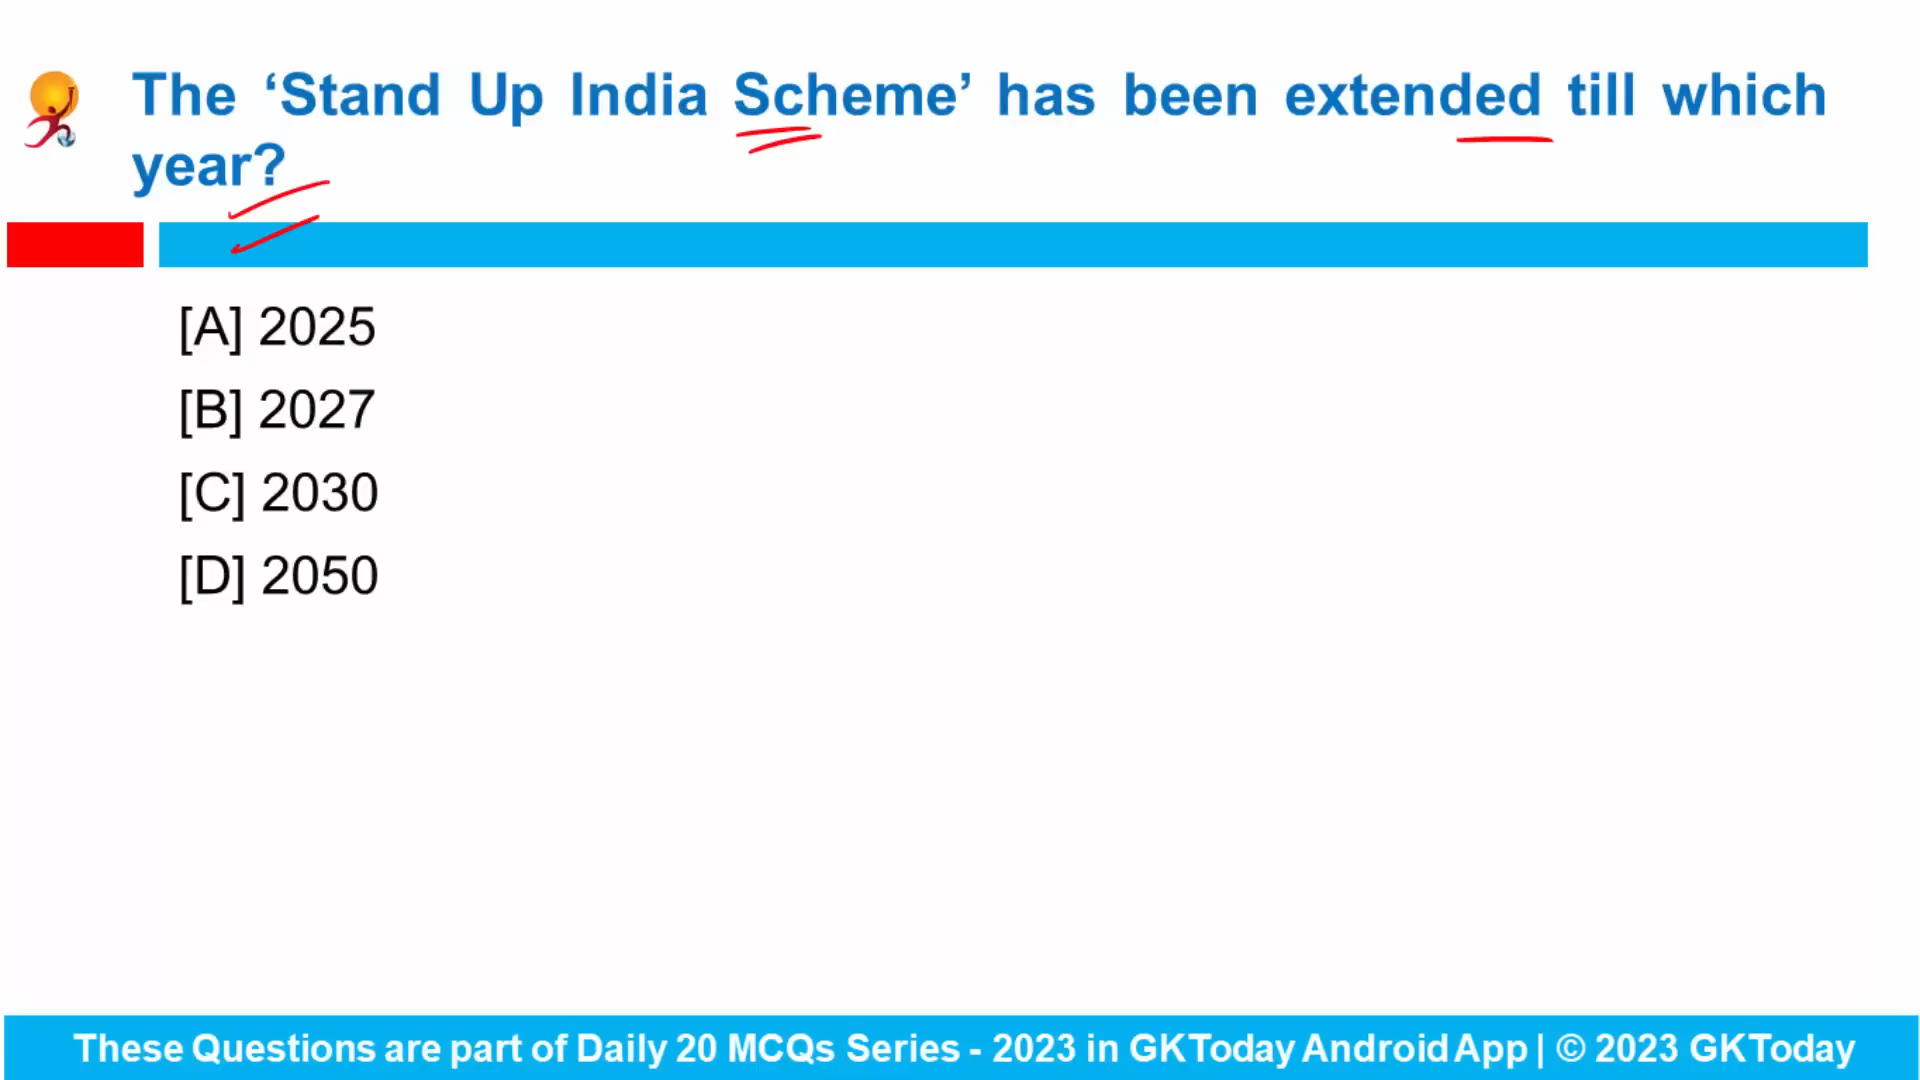 The ‘Stand Up India Scheme’ has been extended till which
year?
[A] 2025
[B] 2027
[C] 2030
[D] 2050
These Questions are part of Daily 20 MCQs Series - 2023 in GKToday Android App | © 2023 GKToday